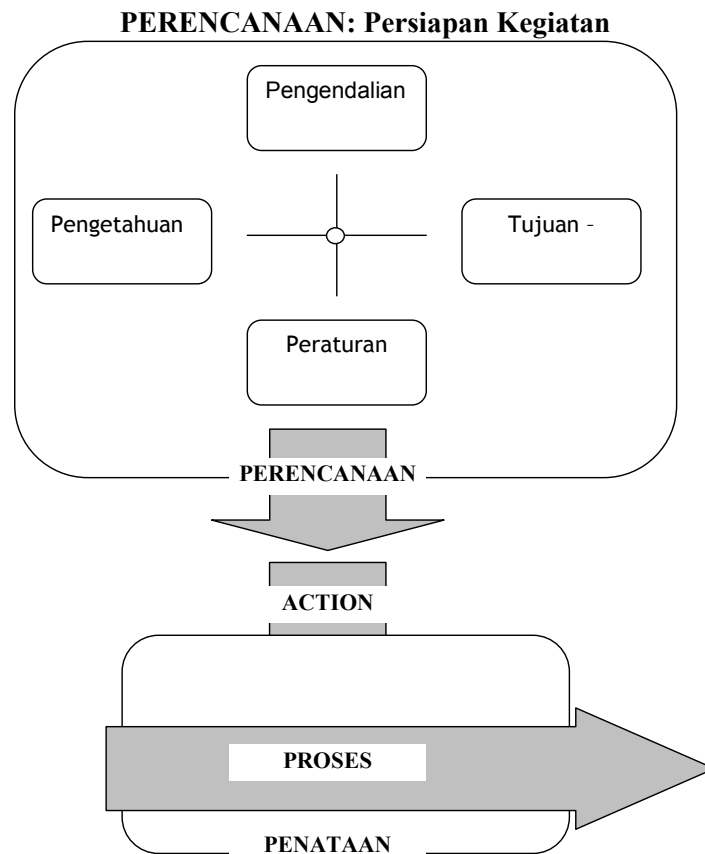 PERENCANAAN: Persiapan Kegiatan
Pengendalian
Pengetahuan
Tujuan -
Peraturan
PERENCANAAN
ACTION
PROSES
PENATAAN